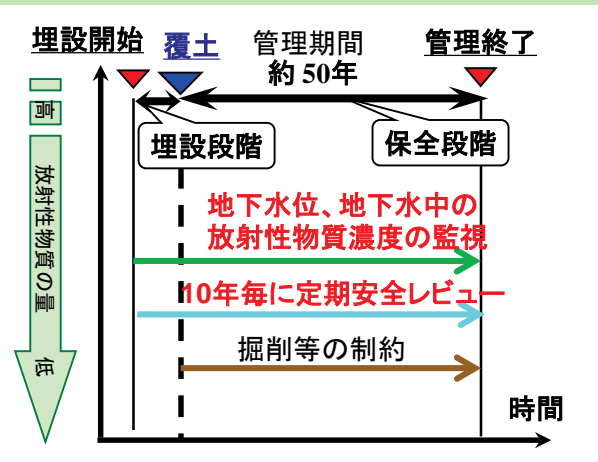 埋設開始
覆土
管理期間
約 50年
管理終了
埋設段階
保全段階
高
放射性物質の量
低
地下水位、地下水中の
放射性物質濃度の監視
10年毎に定期安全レビュー
掘削等の制約
時間